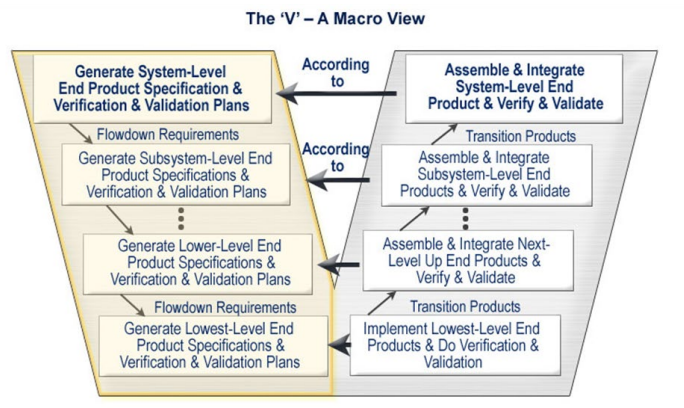 The ‘V’ – A Macro View
Generate System-Level
End Product Specification &
Verification & Validation Plans
Flowdown Requirements
Generate Subsystem-Level End
Product Specifications &
Verification & Validation Plans
Generate Lower-Level End
Product Specifications &
Verification & Validation Plans
Flowdown Requirements
Generate Lowest-Level End
Product Specifications &
Verification & Validation Plans
According
to
According
to
Assemble & Integrate
System-Level End
Product & Verify & Validate
Transition Products
Assemble & Integrate
Subsystem-Level End
Products & Verify & Validate
Assemble & Integrate Next-
Level Up End Products &
Verify & Validate
Transition Products
Implement Lowest-Level End
Products & Do Verification &
Validation